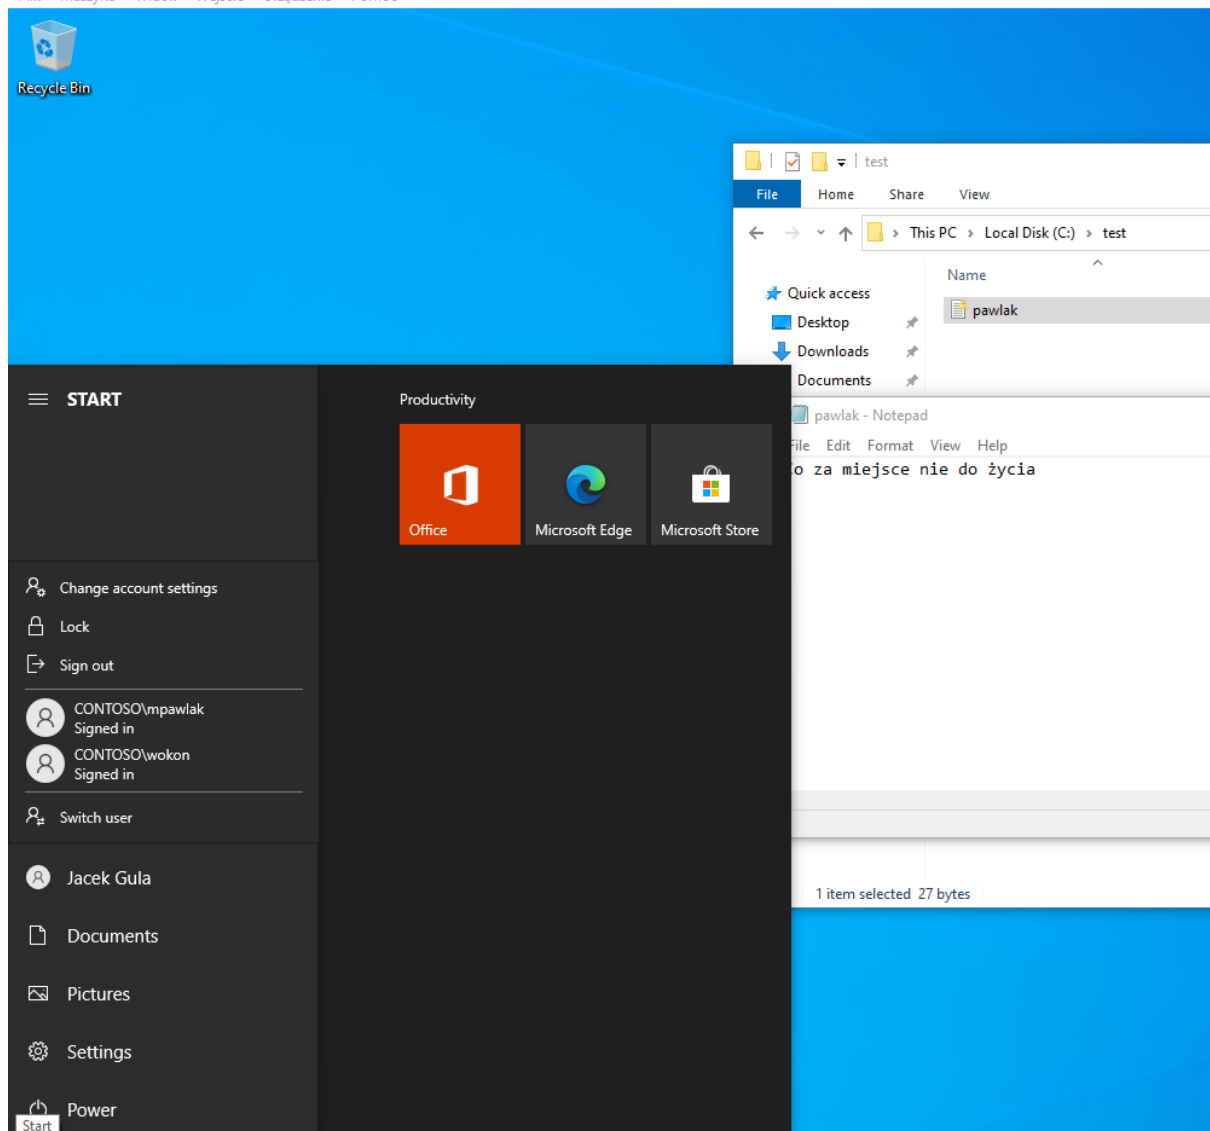 Recycle Bin
test
File Home Share View
This PC > Local Disk (C:) > test
Name
Quick access
pawlak
Desktop
Downloads
Documents
START
Productivity
pawlak - Notepad
File Edit Format View Help
za miejsce nie do życia
Office
Microsoft Edge
Microsoft Store
Change account settings
Lock
Sign out
CONTOSO\mpawlak
Signed in
CONTOSO\wokon
Signed in
Switch user
Jacek Gula
1 item selected 27 bytes
Documents
Pictures
Settings
Power
Start